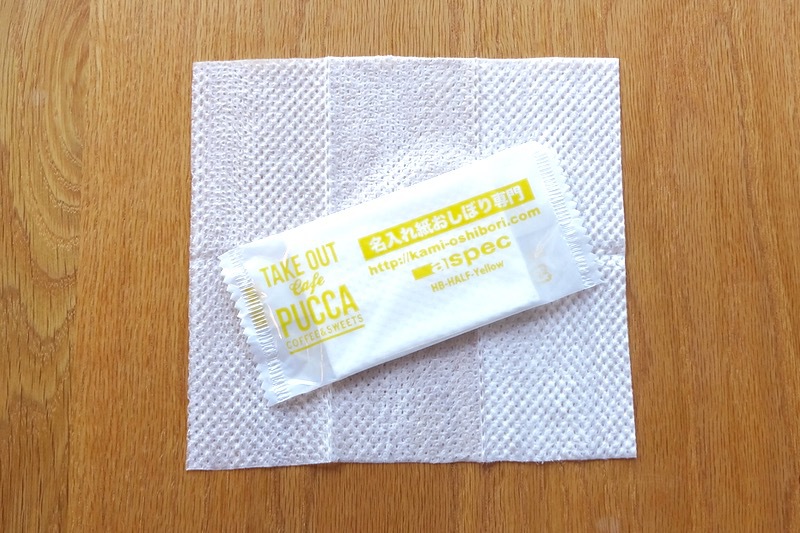 TAKE OUT
Cafe
PUCCA
COFFEE&SWEETS
名入れ紙おしぼり専門
http://kami-oshibori.com
aspec
HB-HALF-Yellow